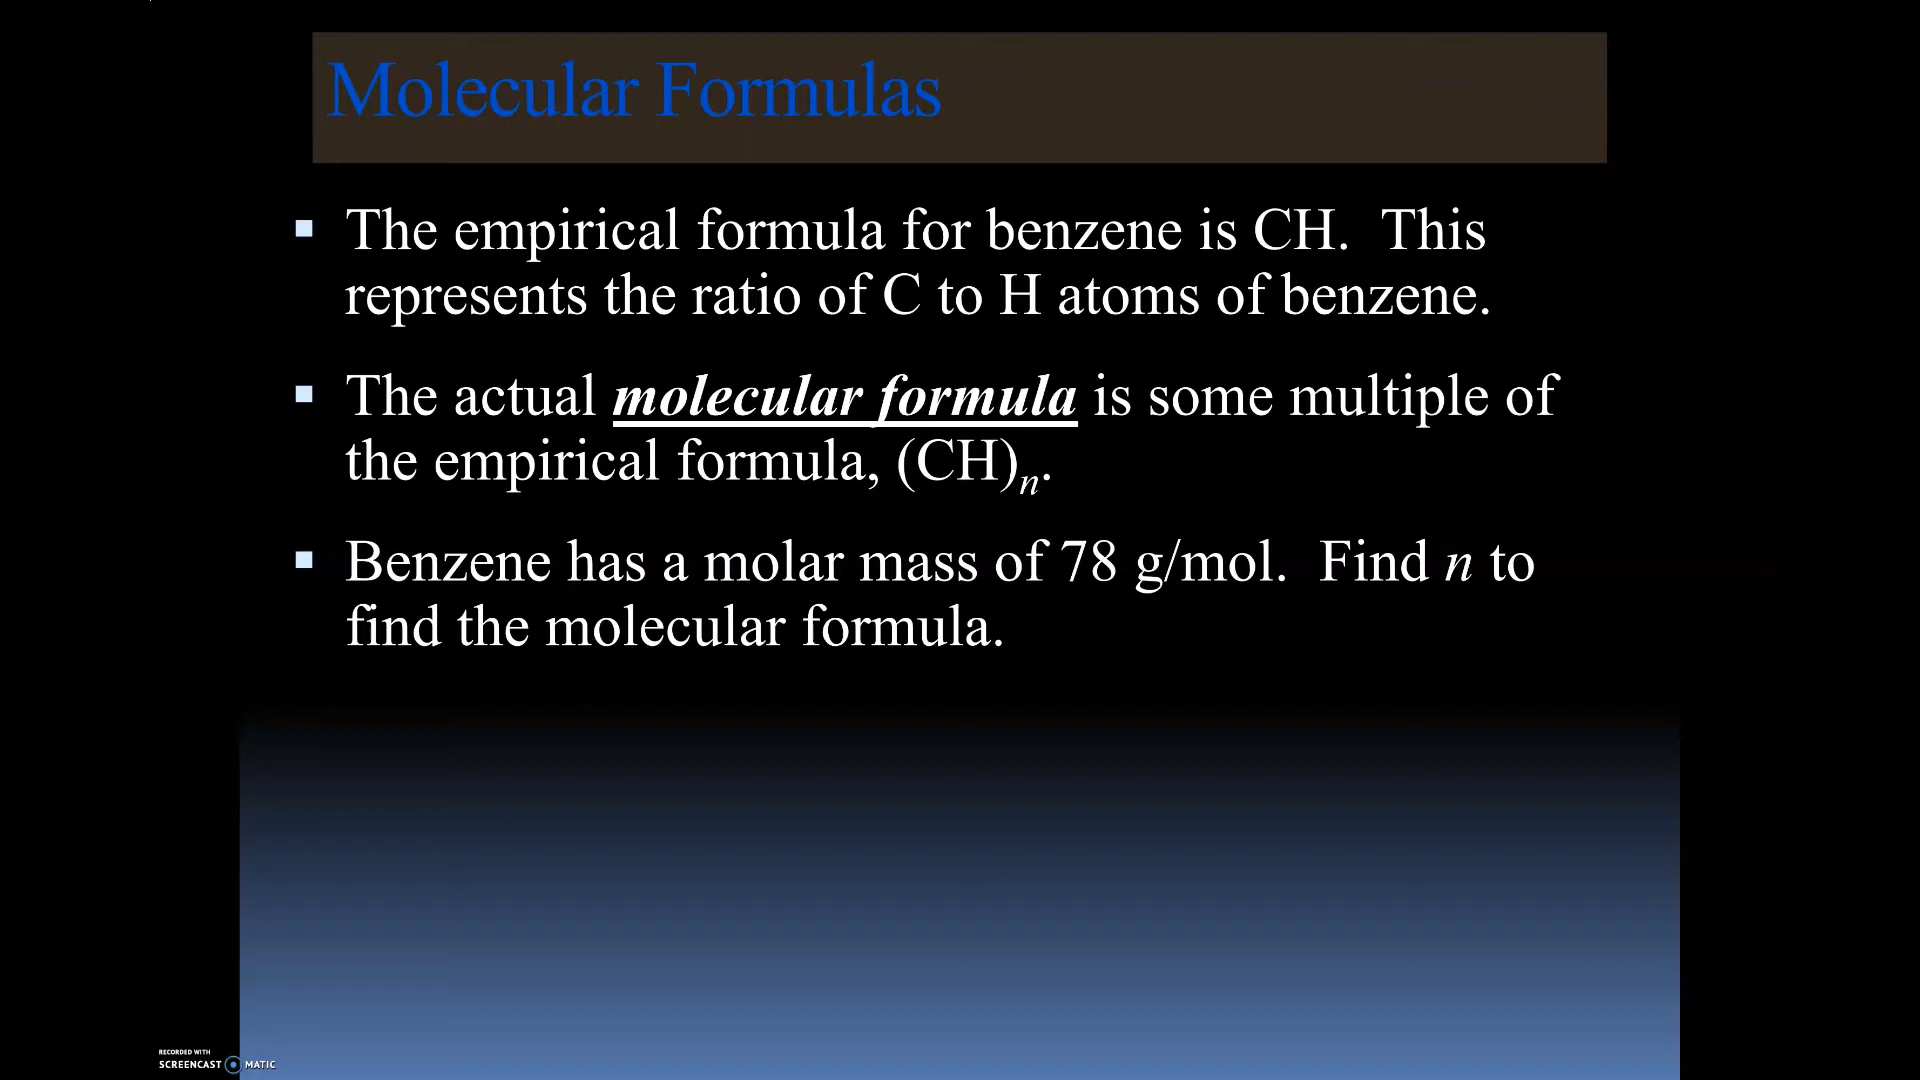 Molecular Formulas
▪ The empirical formula for benzene is CH. This
represents the ratio of C to H atoms of benzene.
▪ The actual molecular formula is some multiple of
the empirical formula, (CH)n.
▪ Benzene has a molar mass of 78 g/mol. Find n to
find the molecular formula.
RECORDED WITH
SCREENCAST MATIC